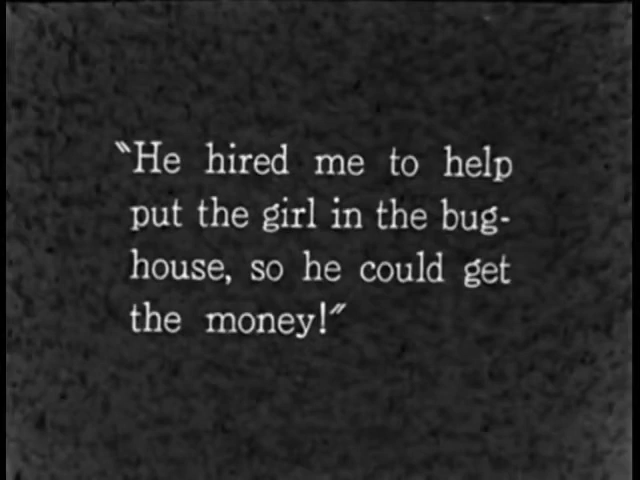 "He hired me to help
put the girl in the bug-
house, so he could get
the money!"